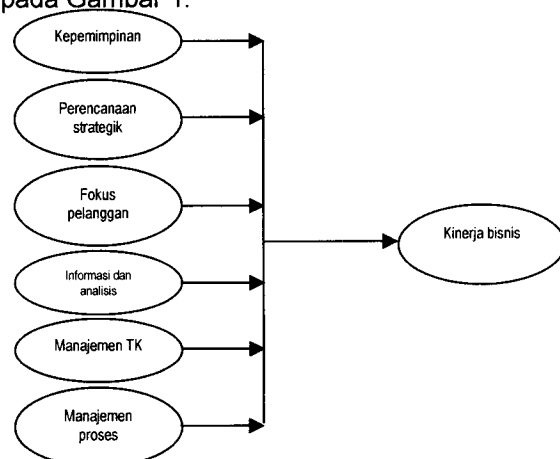 pada Gambar 1.
Kepemimpinan
Perencanaan
strategik
Fokus
pelanggan
Kinerja bisnis
Informasi dan
analisis
Manajemen TK
Manajemen
proses